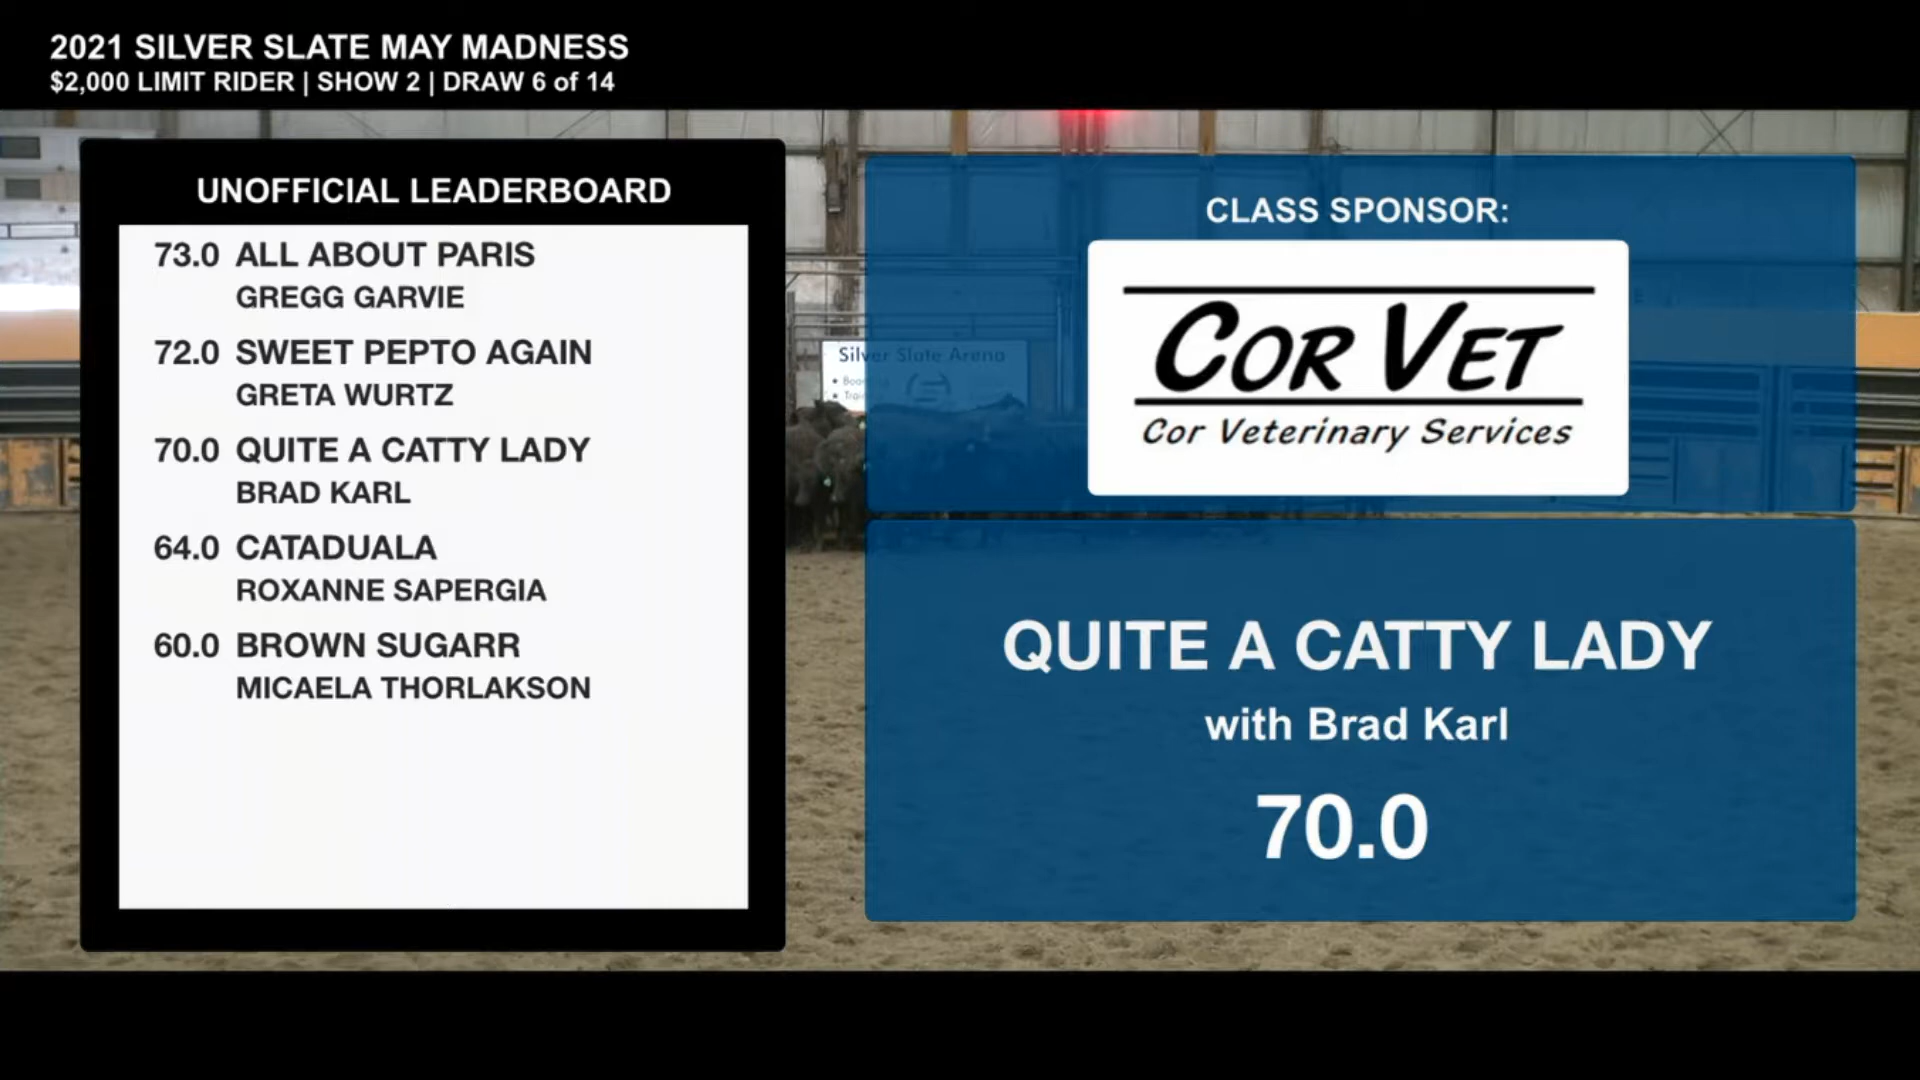 2021 SILVER SLATE MAY MADNESS
$2,000 LIMIT RIDER | SHOW 2 | DRAW 6 of 14
UNOFFICIAL LEADERBOARD
73.0 ALL ABOUT PARIS
GREGG GARVIE
72.0 SWEET PEPTO AGAIN
GRETA WURTZ
70.0 QUITE A CATTY LADY
BRAD KARL
64.0 CATADUALA
ROXANNE SAPERGIA
60.0 BROWN SUGARR
MICAELA THORLAKSON
Silver Slate Arena
CLASS SPONSOR:
COR VET
Cor Veterinary Services
QUITE A CATTY LADY
with Brad Karl
70.0